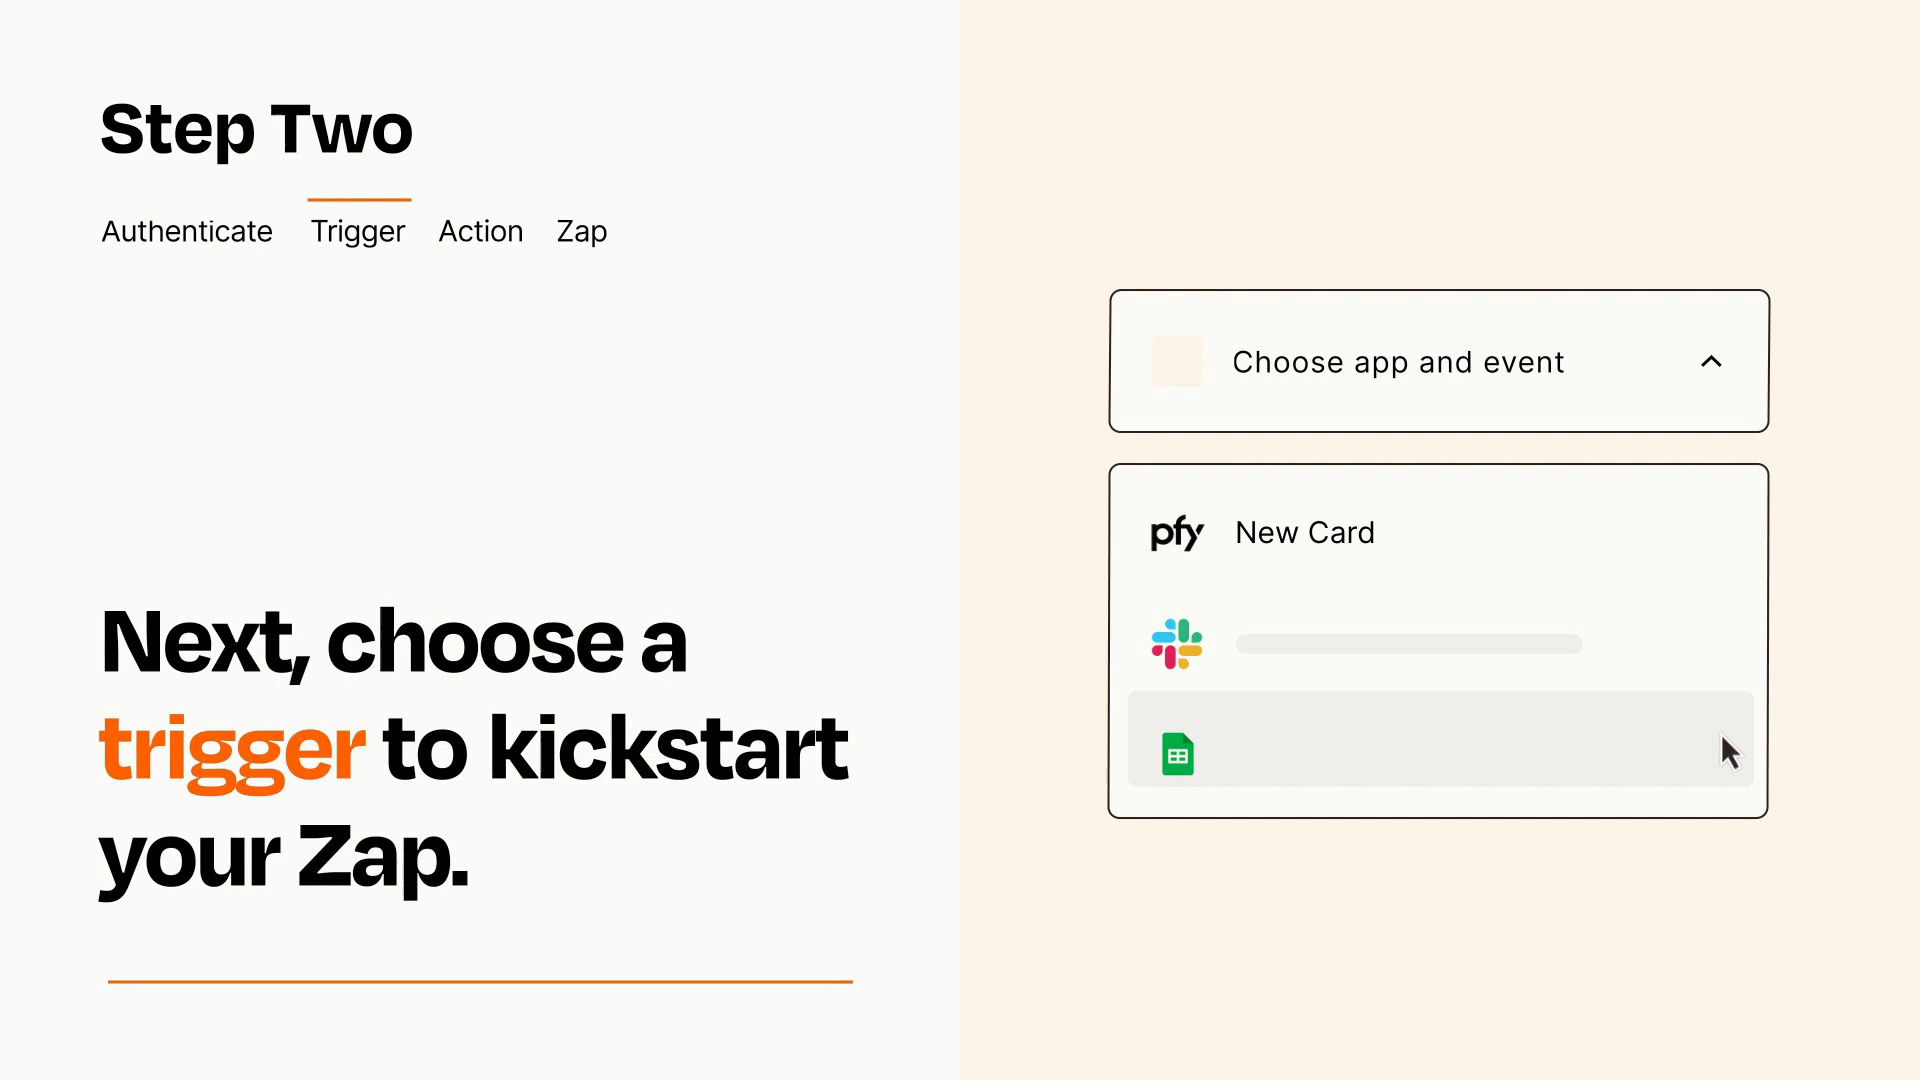 Step Two
Authenticate Trigger Action Zap
Next, choose a
trigger to kickstart
your Zap.
Choose app and event
pfy New Card